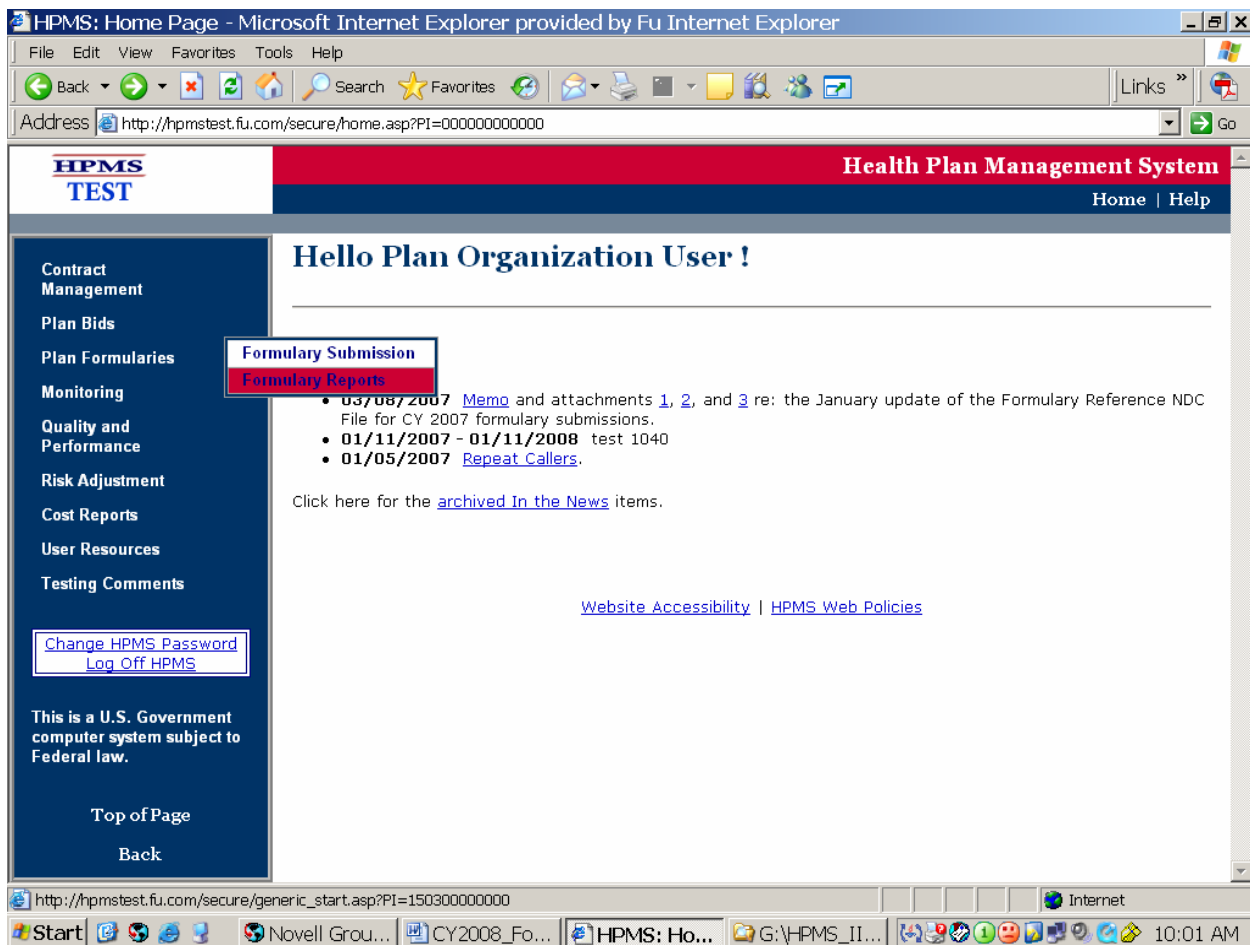 HPMS: Home Page - Microsoft Internet Explorer provided by Fu Internet Explorer
File Edit View Favorites Tools Help
Back Search Favorites Links »
Address http://hpmstest.fu.com/secure/home.asp?PI=000000000000 Go
HPMS
TEST
Health Plan Management System
Home | Help
Contract
Management
Plan Bids
Plan Formularies
Monitoring
Quality and
Performance
Risk Adjustment
Cost Reports
User Resources
Testing Comments
Change HPMS Password
Log Off HPMS
This is a U.S. Government
computer system subject to
Federal law.
Top of Page
Back
Formulary Submission
Formulary Reports
Hello Plan Organization User !
• 03/08/2007 Memo and attachments 1, 2, and 3 re: the January update of the Formulary Reference NDC
File for CY 2007 formulary submissions.
• 01/11/2007 - 01/11/2008 test 1040
• 01/05/2007 Repeat Callers.
Click here for the archived In the News items.
Website Accessibility | HPMS Web Policies
http://hpmstest.fu.com/secure/generic_start.asp?PI=150300000000 Internet
Start Novell Grou... CY2008_Fo... HPMS: Ho... G:\HPMS_II... 10:01 AM